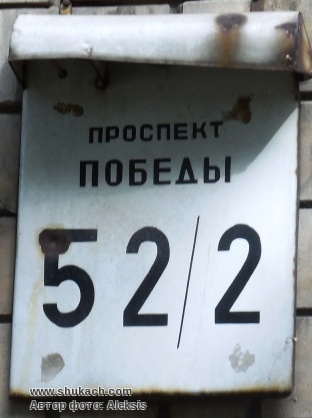 ПРОСПЕКТ
ПОБЕДЫ
52/2
www.shukach.com
Автор фото: Aleksis